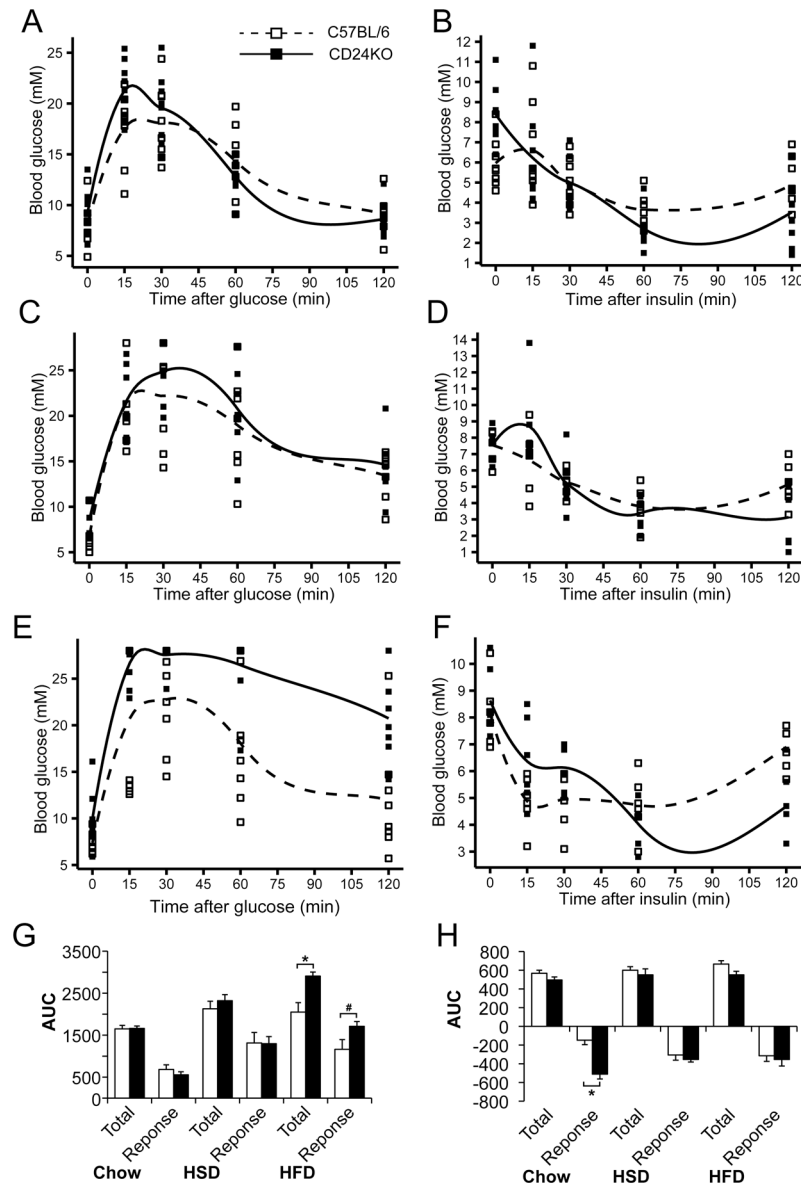 A
C57BL/6
CD24KO
Blood glucose (mM)
25
20
15
10
5
0 15 30 45 60 75 90 105 120
Time after glucose (min)
B
Blood glucose (mM)
12
11
10
9
8
7
6
5
4
3
2
1
0 15 30 45 60 75 90 105 120
Time after insulin (min)
C
Blood glucose (mM)
25
20
15
10
5
0 15 30 45 60 75 90 105 120
Time after glucose (min)
D
Blood glucose (mM)
14
13
12
11
10
9
8
7
6
5
4
3
2
1
0 15 30 45 60 75 90 105 120
Time after insulin (min)
E
Blood glucose (mM)
25
20
15
10
5
0 15 30 45 60 75 90 105 120
Time after glucose (min)
F
Blood glucose (mM)
10
9
8
7
6
5
4
3
0 15 30 45 60 75 90 105 120
Time after insulin (min)
G
AUC
3500
2500
1500
500
0
*
#
Total Reponse Total Reponse Total Reponse
Chow HSD HFD
H
AUC
800
600
400
200
0
-200
-400
-600
-800
*
Total Reponse Total Reponse Total Reponse
Chow HSD HFD